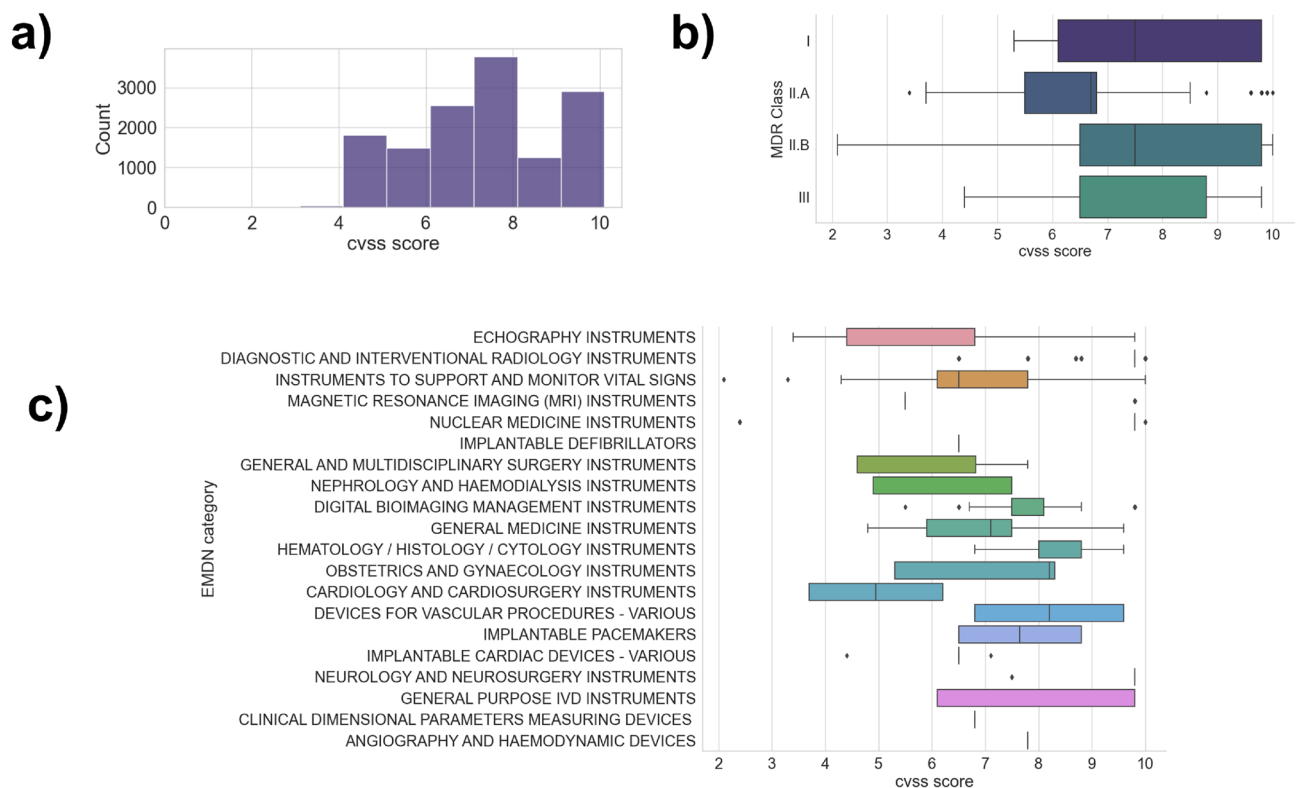 a)
Count
3000
2000
1000
0
0 2 4 6 8 10
cvss score
b)
MDR Class
I
II.A
II.B
III
2 3 4 5 6 7 8 9 10
cvss score
c)
EMDN category
ECHOGRAPHY INSTRUMENTS
DIAGNOSTIC AND INTERVENTIONAL RADIOLOGY INSTRUMENTS
INSTRUMENTS TO SUPPORT AND MONITOR VITAL SIGNS
MAGNETIC RESONANCE IMAGING (MRI) INSTRUMENTS
NUCLEAR MEDICINE INSTRUMENTS
IMPLANTABLE DEFIBRILLATORS
GENERAL AND MULTIDISCIPLINARY SURGERY INSTRUMENTS
NEPHROLOGY AND HAEMODIALYSIS INSTRUMENTS
DIGITAL BIOIMAGING MANAGEMENT INSTRUMENTS
GENERAL MEDICINE INSTRUMENTS
HEMATOLOGY / HISTOLOGY / CYTOLOGY INSTRUMENTS
OBSTETRICS AND GYNAECOLOGY INSTRUMENTS
CARDIOLOGY AND CARDIOSURGERY INSTRUMENTS
DEVICES FOR VASCULAR PROCEDURES - VARIOUS
IMPLANTABLE PACEMAKERS
IMPLANTABLE CARDIAC DEVICES - VARIOUS
NEUROLOGY AND NEUROSURGERY INSTRUMENTS
GENERAL PURPOSE IVD INSTRUMENTS
CLINICAL DIMENSIONAL PARAMETERS MEASURING DEVICES
ANGIOGRAPHY AND HAEMODYNAMIC DEVICES
2 3 4 5 6 7 8 9 10
cvss score